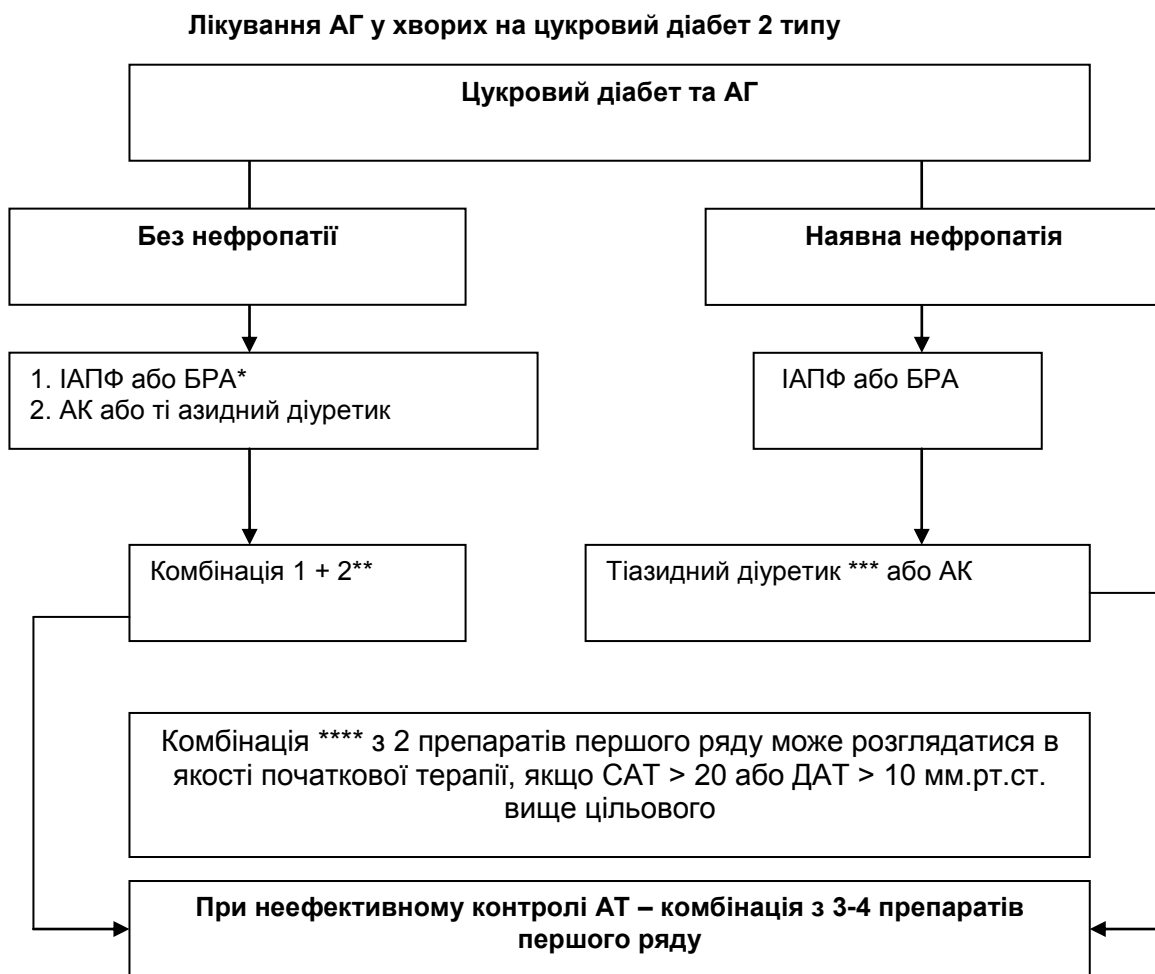 Лікування АГ у хворих на цукровий діабет 2 типу
Цукровий діабет та АГ
Без нефропатії
Наявна нефропатія
1. ІАПФ або БРА*
2. АК або ті азидний діуретик
ІАПФ або БРА
Комбінація 1 + 2**
Тіазидний діуретик *** або АК
Комбінація **** з 2 препаратів першого ряду може розглядатися в
якості початкової терапії, якщо САТ > 20 або ДАТ > 10 мм.рт.ст.
вище цільового
При неефективному контролі АТ – комбінація з 3-4 препаратів
першого ряду